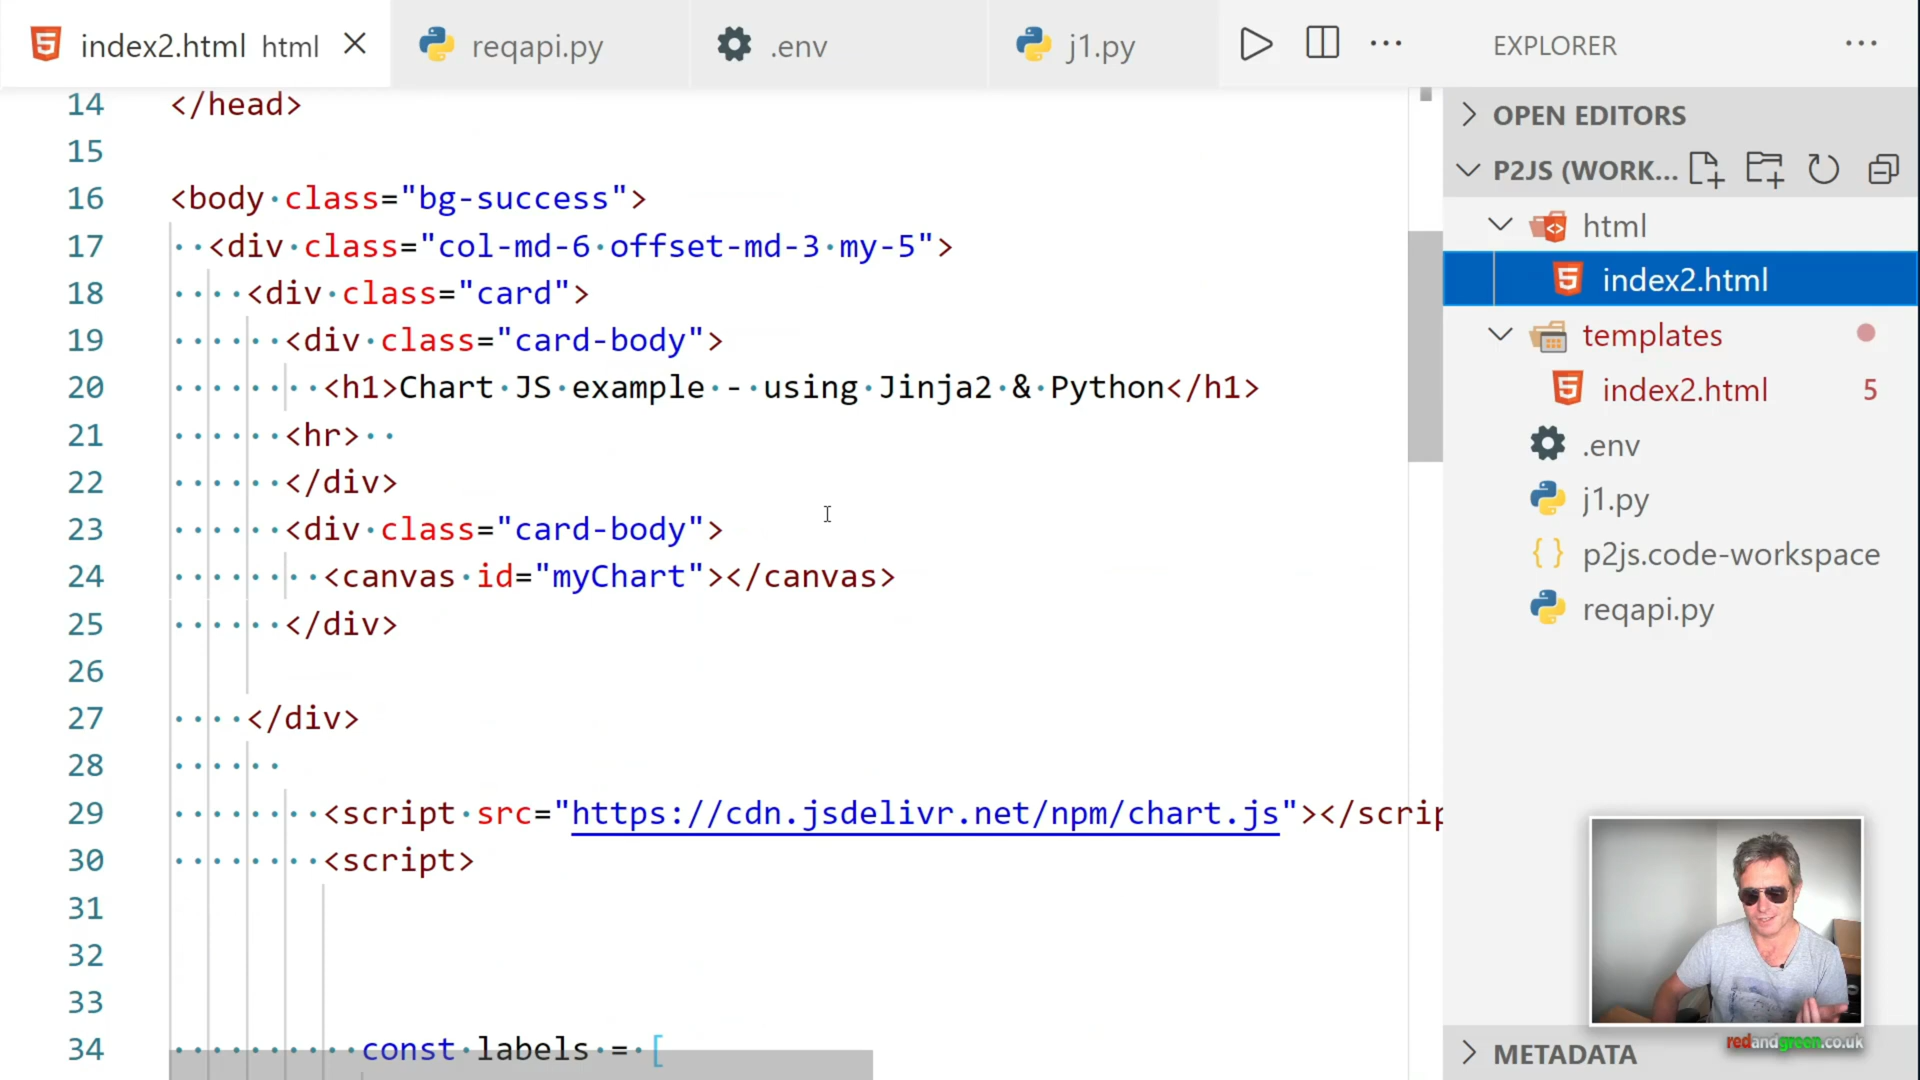 index2.html html
reqapi.py
.env
j1.py
EXPLORER
14 </head>
15
16 <body class="bg-success">
17 <div class="col-md-6 offset-md-3 my-5">
18 <div class="card">
19 <div class="card-body">
20 <h1>Chart JS example - using Jinja2 & Python</h1>
21 <hr>
22 </div>
23 <div class="card-body">
24 <canvas id="myChart"></canvas>
25 </div>
26
27 </div>
28
29 <script src="https://cdn.jsdelivr.net/npm/chart.js"></scrip
30 <script>
31
32
33
34 const labels = [
OPEN EDITORS
P2JS (WORK...
html
index2.html
templates
index2.html 5
.env
j1.py
p2js.code-workspace
reqapi.py
redandgreen.co.uk
METADATA